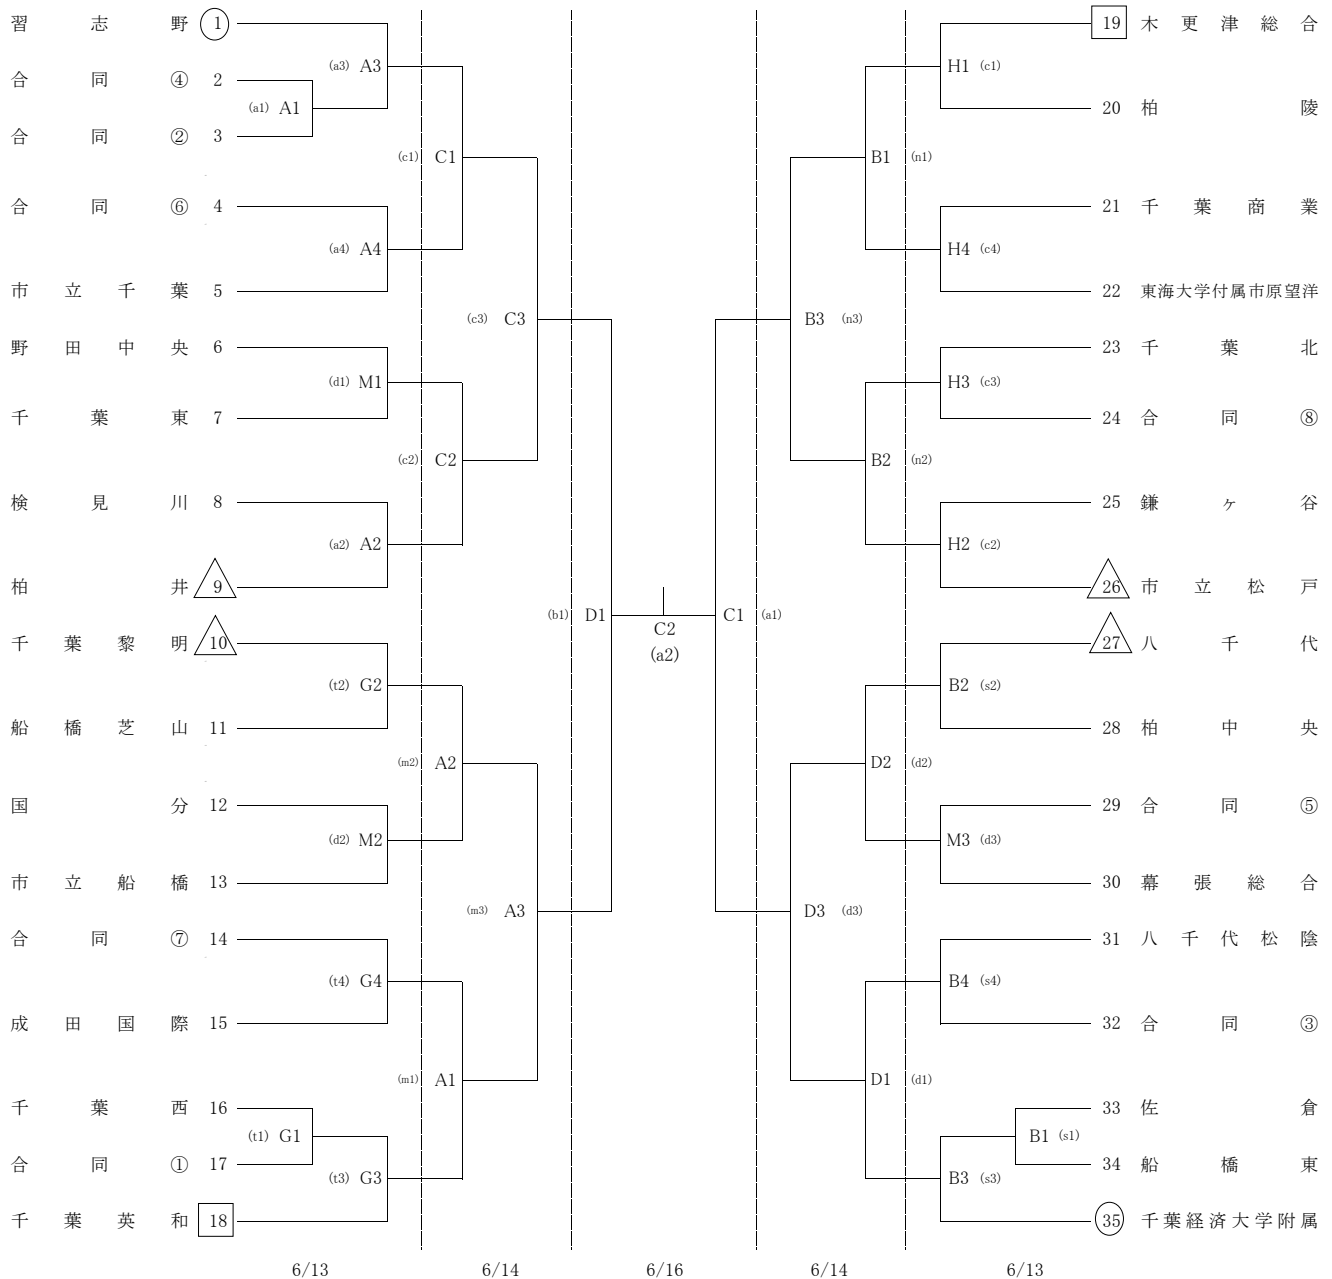 習志野 1
(a3) A3
合同④ 2
(a1) A1
合同② 3
(c1) C1
合同⑥ 4
(a4) A4
市立千葉 5
(c3) C3
野田中央 6
(d1) M1
千葉東 7
(c2) C2
検見川 8
(a2) A2
柏井 9
(b1) D1
千葉黎明 10
(t2) G2
船橋芝山 11
(m2) A2
国分 12
(d2) M2
市立船橋 13
(m3) A3
合同⑦ 14
(t4) G4
成田国際 15
(m1) A1
千葉西 16
(t1) G1
合同① 17
(t3) G3
千葉英和 18
C2
(a2)
19 木更津総合
H1 (c1)
20 柏陵
B1 (n1)
21 千葉商業
H4 (c4)
22 東海大学付属市原望洋
B3 (n3)
23 千葉北
H3 (c3)
24 合同⑧
B2 (n2)
25 鎌ヶ谷
H2 (c2)
26 市立松戸
C1 (a1)
27 八千代
B2 (s2)
28 柏中央
D2 (d2)
29 合同⑤
M3 (d3)
30 幕張総合
D3 (d3)
31 八千代松陰
B4 (s4)
32 合同③
D1 (d1)
33 佐倉
B1 (s1)
34 船橋東
B3 (s3)
35 千葉経済大学附属
6/13 6/14 6/16 6/14 6/13